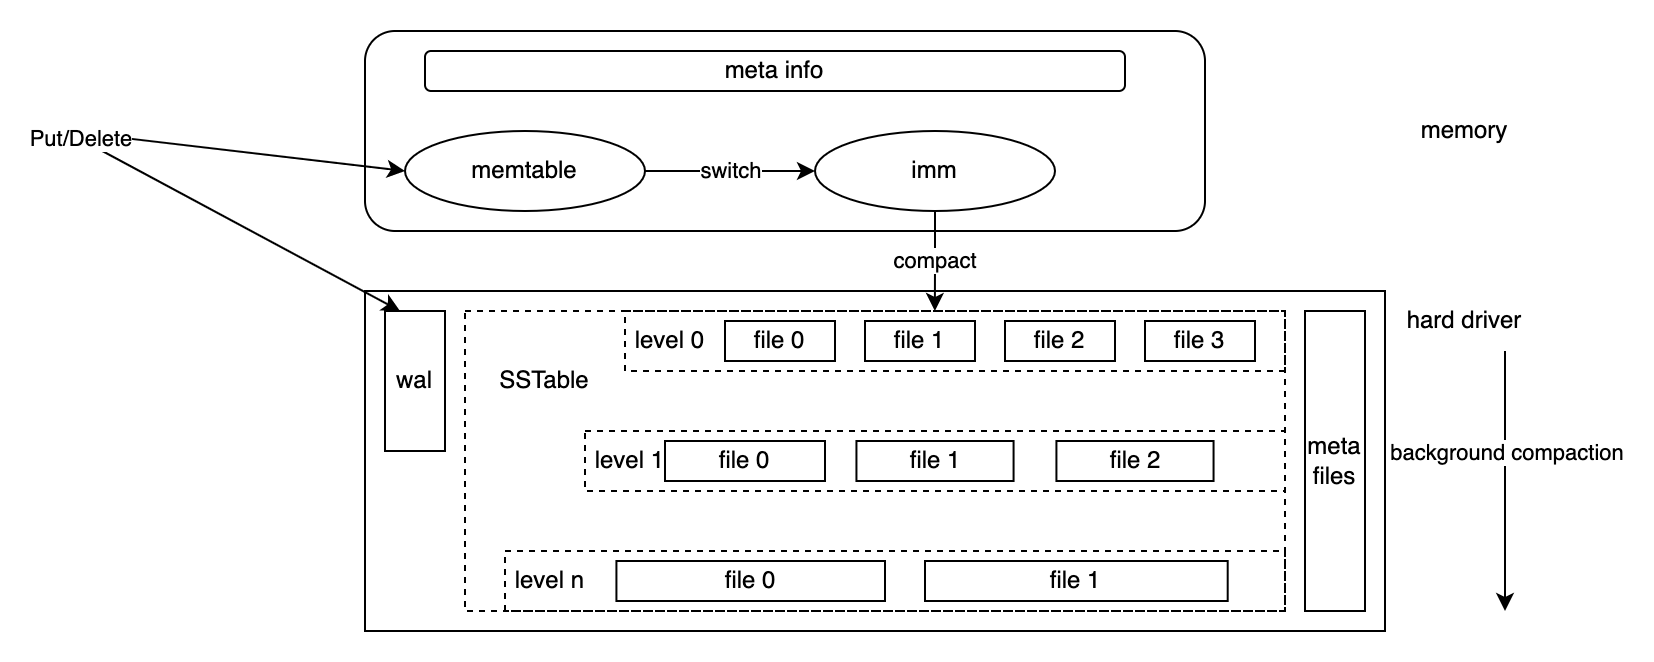 meta info
Put/Delete
memtable
switch
imm
memory
compact
hard driver
level 0
file 0
file 1
file 2
file 3
wal
SSTable
level 1
file 0
file 1
file 2
meta
files
background compaction
level n
file 0
file 1